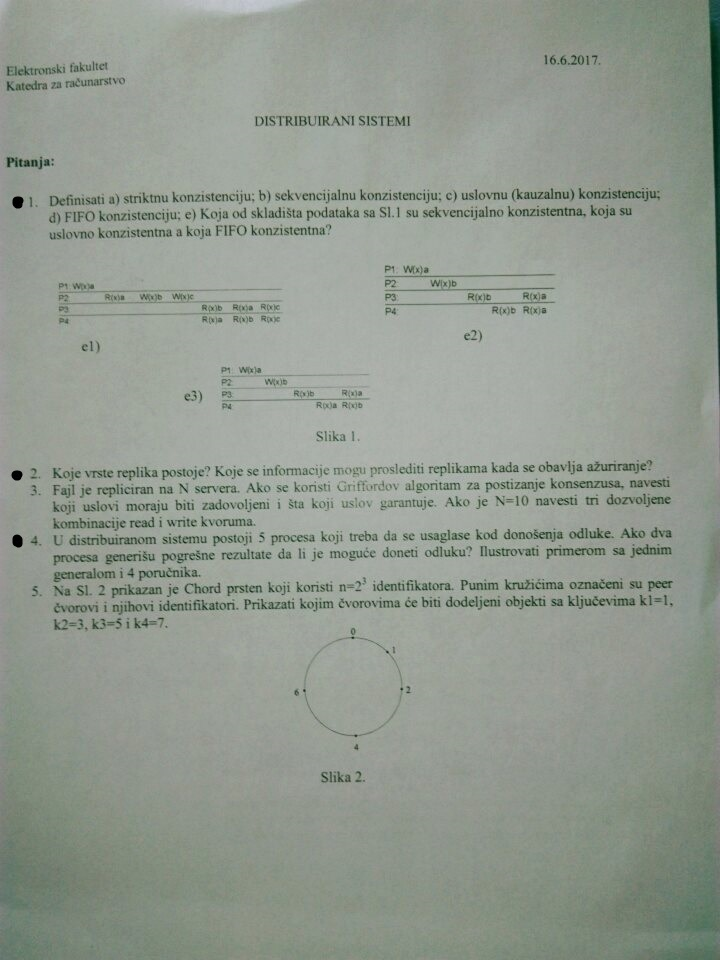 Elektronski fakultet
16.6.2017.
Katedra za računarstvo
DISTRIBUIRANI SISTEMI
Pitanja:
1. Definisati a) striktnu konzistenciju; b) sekvencijalnu konzistenciju; c) uslovnu (kauzalnu) konzistenciju;
d) FIFO konzistenciju; e) Koja od skladišta podataka sa Sl.1 su sekvencijalno konzistentna, koja su
uslovno konzistentna a koja FIFO konzistentna?
P1: W(x)a
P2: R(x)a W(x)b W(x)c
P3: R(x)b R(x)a R(x)c
P4: R(x)a R(x)b R(x)c
e1)
P1: W(x)a
P2: W(x)b
P3: R(x)b R(x)a
P4: R(x)b R(x)a
e2)
P1: W(x)a
P2: W(x)b
P3: R(x)b R(x)a
P4: R(x)a R(x)b
e3)
Slika 1.
2. Koje vrste replika postoje? Koje se informacije mogu proslediti replikama kada se obavlja ažuriranje?
3. Fajl je repliciran na N servera. Ako se koristi Griffordov algoritam za postizanje konsenzusa, navesti
koji uslovi moraju biti zadovoljeni i šta koji uslov garantuje. Ako je N=10 navesti tri dozvoljene
kombinacije read i write kvoruma.
4. U distribuiranom sistemu postoji 5 procesa koji treba da se usaglase kod donošenja odluke. Ako dva
procesa generišu pogrešne rezultate da li je moguće doneti odluku? Ilustrovati primerom sa jednim
generalom i 4 poručnika.
5. Na Sl. 2 prikazan je Chord prsten koji koristi n=2³ identifikatora. Punim kružićima označeni su peer
čvorovi i njihovi identifikatori. Prikazati kojim čvorovima će biti dodeljeni objekti sa ključevima k1=1,
k2=3, k3=5 i k4=7.
0
1
6
2
4
Slika 2.